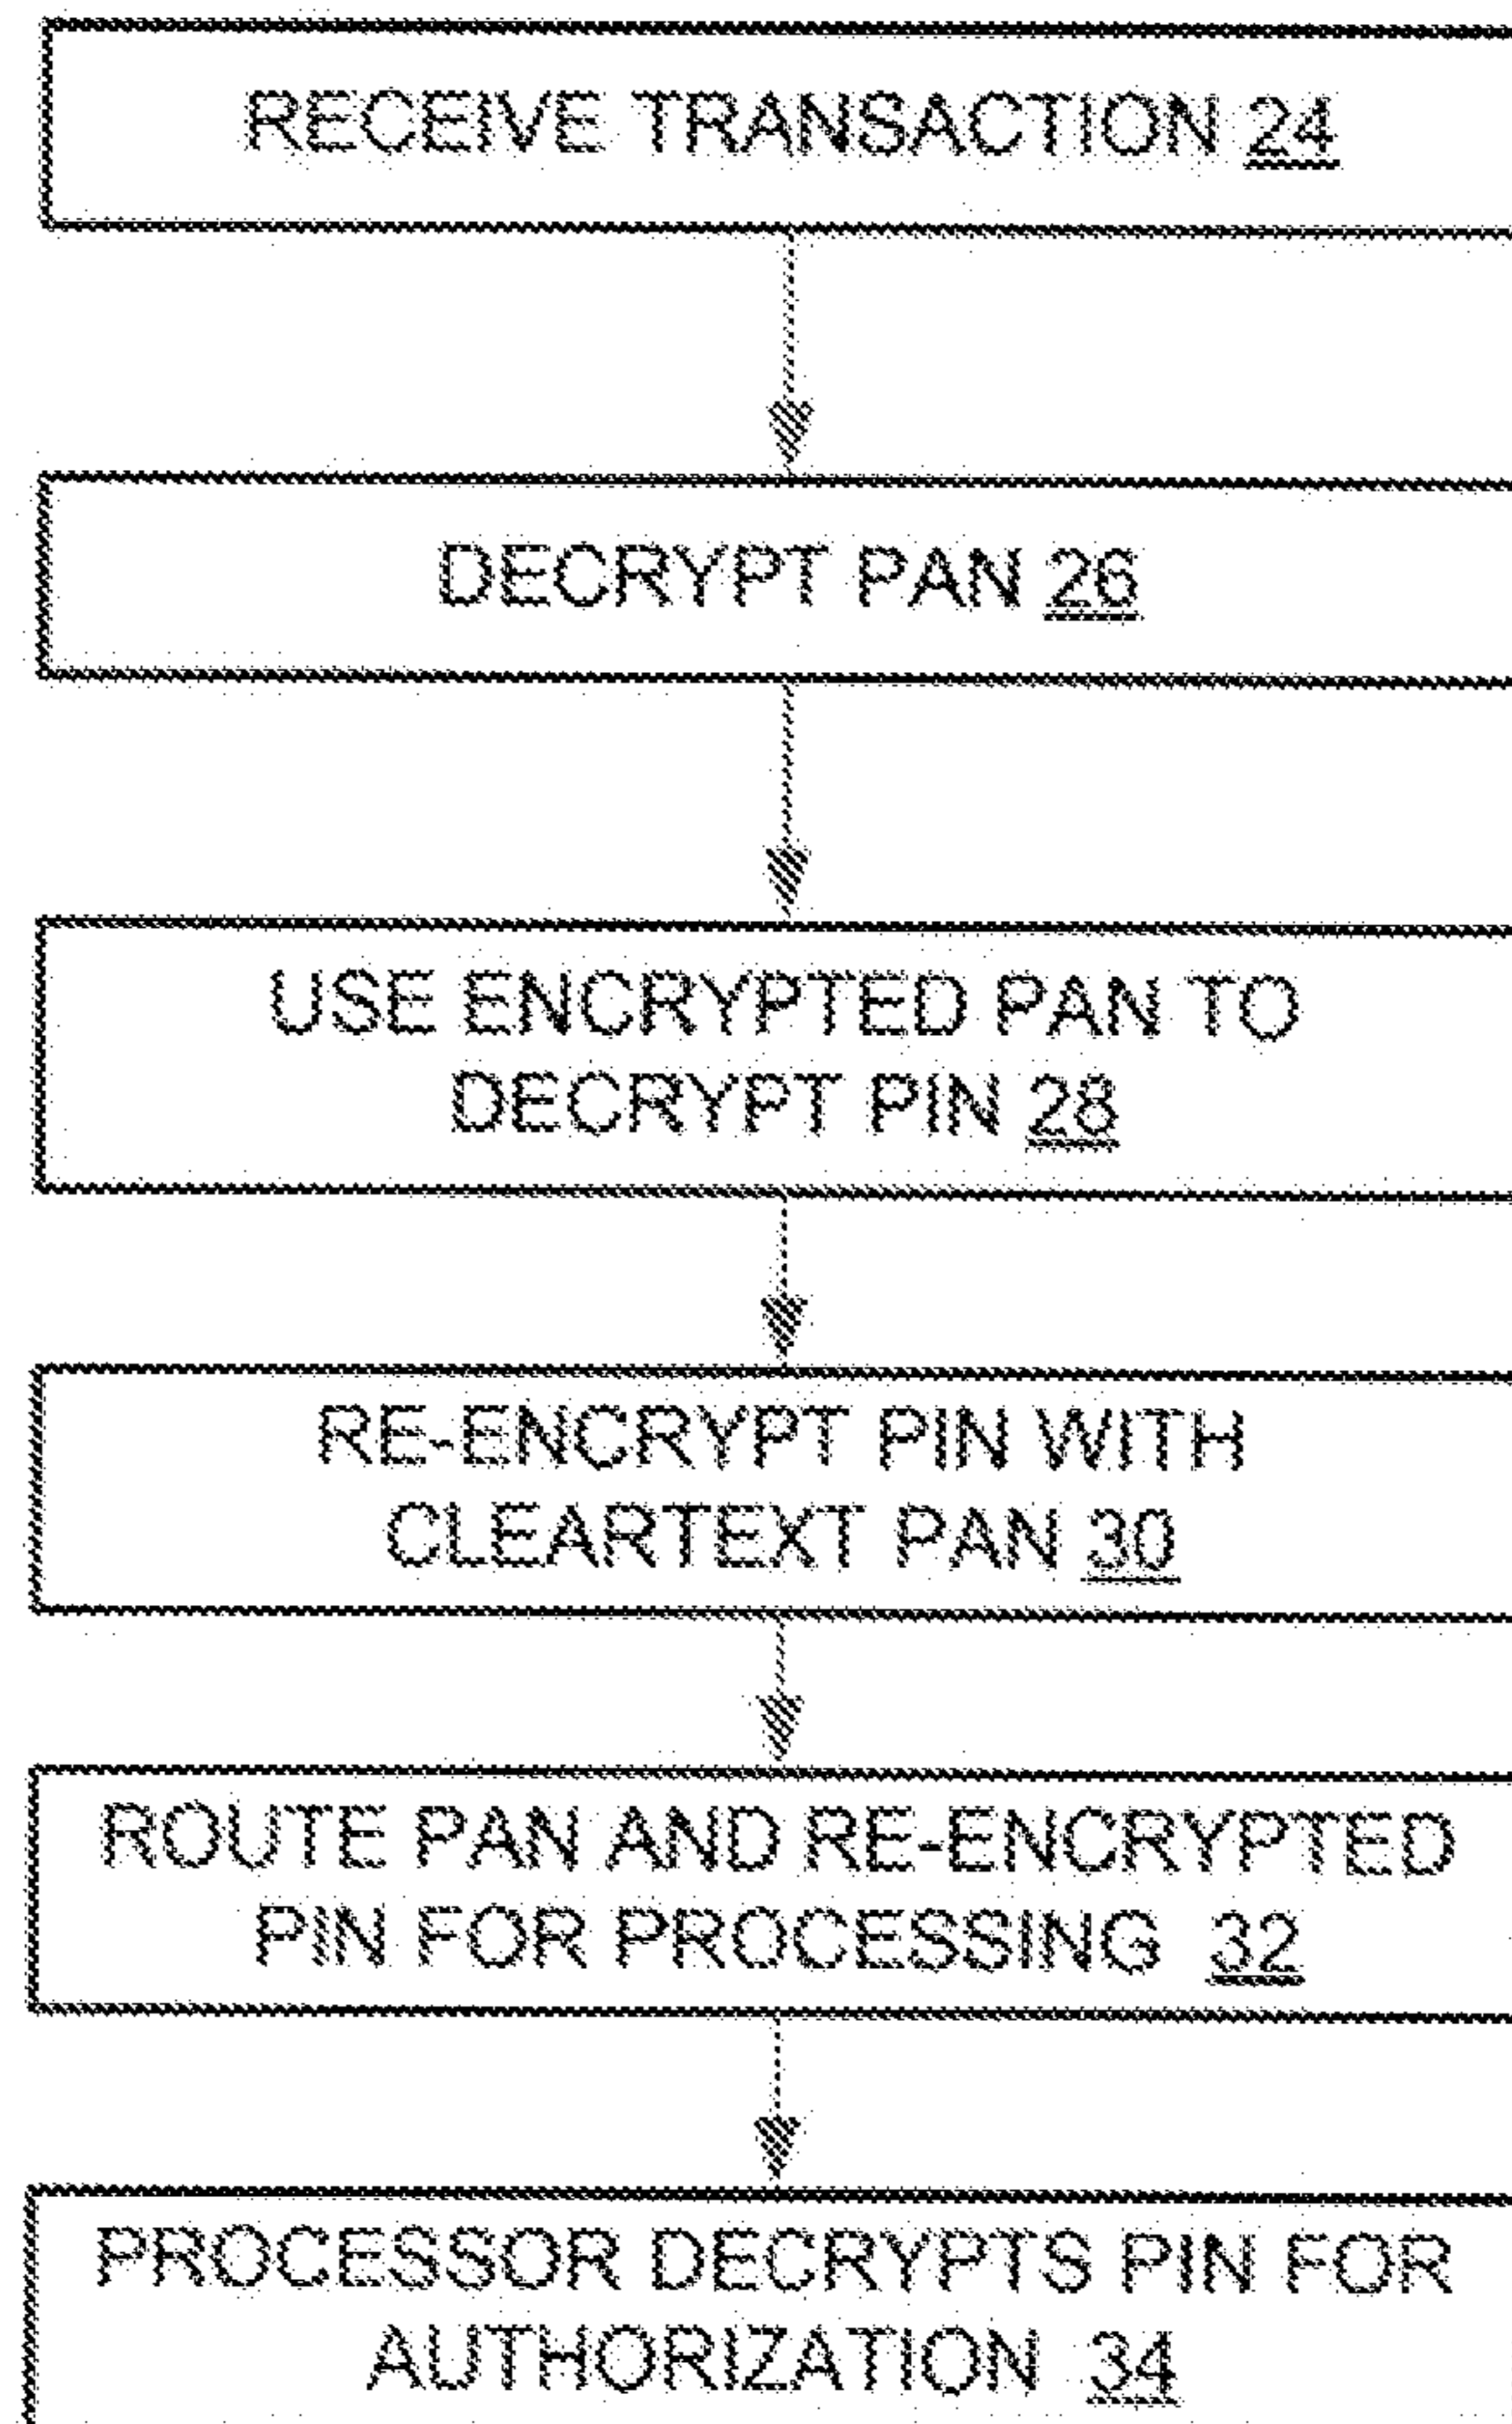 RECEIVE TRANSACTION 24
DECRYPT PAN 26
USE ENCRYPTED PAN TO
DECRYPT PIN 28
RE-ENCRYPT PIN WITH
CLEARTEXT PAN 30
ROUTE PAN AND RE-ENCRYPTED
PIN FOR PROCESSING 32
PROCESSOR DECRYPTS PIN FOR
AUTHORIZATION 34